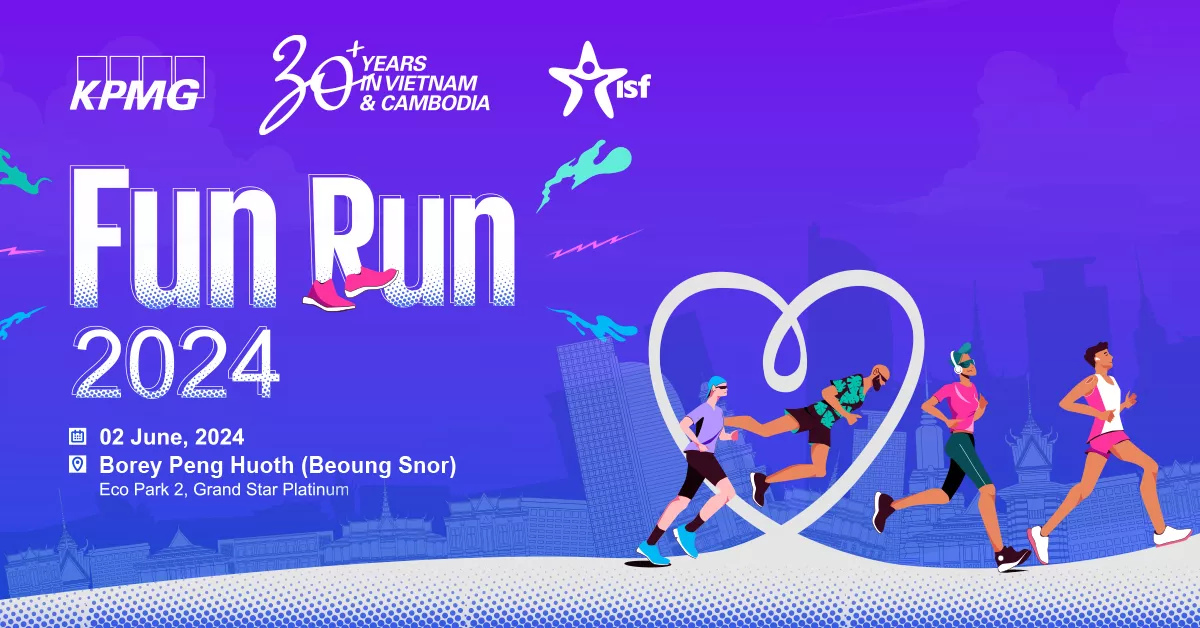 KPMG
30+ YEARS
IN VIETNAM
& CAMBODIA
isf
Fun Run
2024
02 June, 2024
Borey Peng Huoth (Beoung Snor)
Eco Park 2, Grand Star Platinum